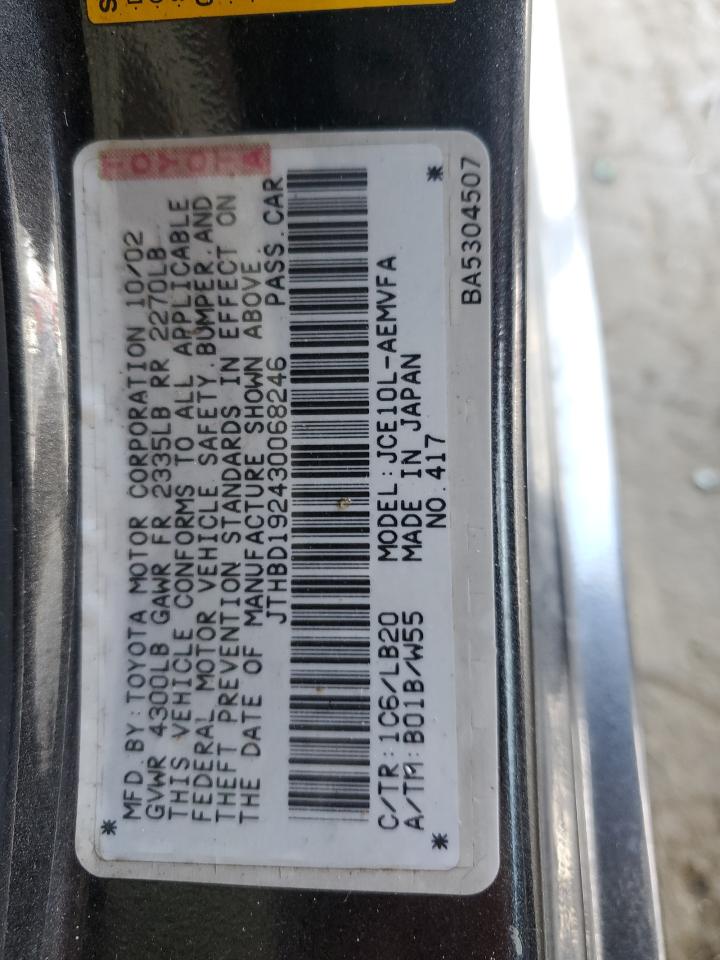 TOYOTA
MFD.BY:TOYOTA MOTOR CORPORATION 10/02
GVWR 4300LB GAWR FR 2335LB RR 2270LB
THIS VEHICLE CONFORMS TO ALL APPLICABLE
FEDERAL MOTOR VEHICLE SAFETY,BUMPER,AND
THEFT PREVENTION STANDARDS IN EFFECT ON
THE DATE OF MANUFACTURE SHOWN ABOVE.
JTHBD192430068246 PASS.CAR
C/TR:1C6/LB20 MODEL:JCE10L-AEMVFA
A/TM:B01B/W55 MADE IN JAPAN
NO.417
BA5304507